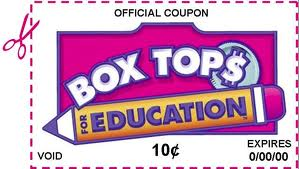 OFFICIAL COUPON
BOX TOP$
FOR EDUCATION
VOID 10¢ EXPIRES
0/00/00